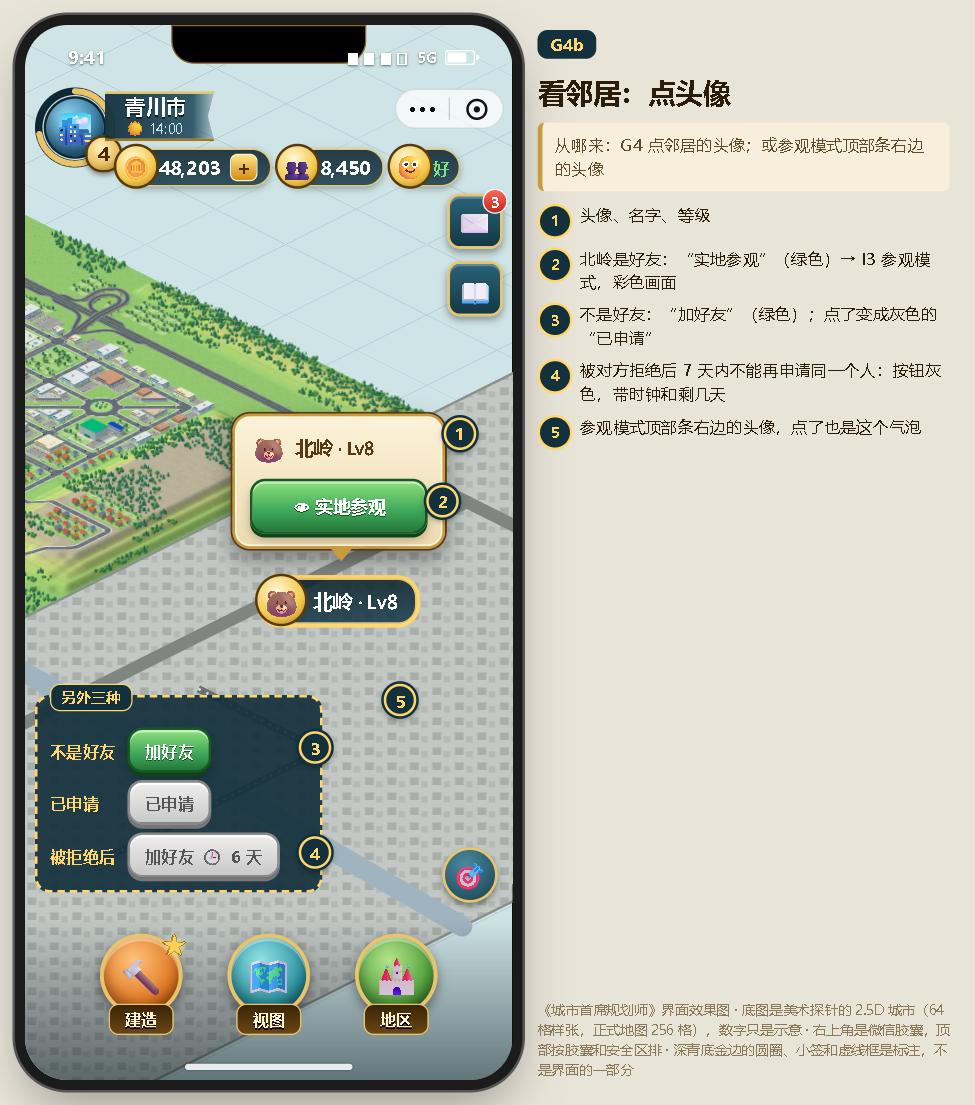 9:41
5G
青川市
14:00
4
48,203 +
8,450
好
3
北岭 · Lv8
1
实地参观
2
北岭 · Lv8
5
另外三种
不是好友 加好友
3
已申请 已申请
被拒绝后 加好友 6 天
4
建造
视图
地区
G4b
看邻居：点头像
从哪来：G4 点邻居的头像；或参观模式顶部条右边
的头像
1 头像、名字、等级
2 北岭是好友：“实地参观”（绿色）→ I3 参观模
式，彩色画面
3 不是好友：“加好友”（绿色）；点了变成灰色的
“已申请”
4 被对方拒绝后 7 天内不能再申请同一个人：按钮灰
色，带时钟和剩几天
5 参观模式顶部条右边的头像，点了也是这个气泡
《城市首席规划师》界面效果图 · 底图是美术探针的 2.5D 城市（64
格样张，正式地图 256 格），数字只是示意 · 右上角是微信胶囊，顶
部按胶囊和安全区排 · 深青底金边的圆圈、小签和虚线框是标注，不
是界面的一部分